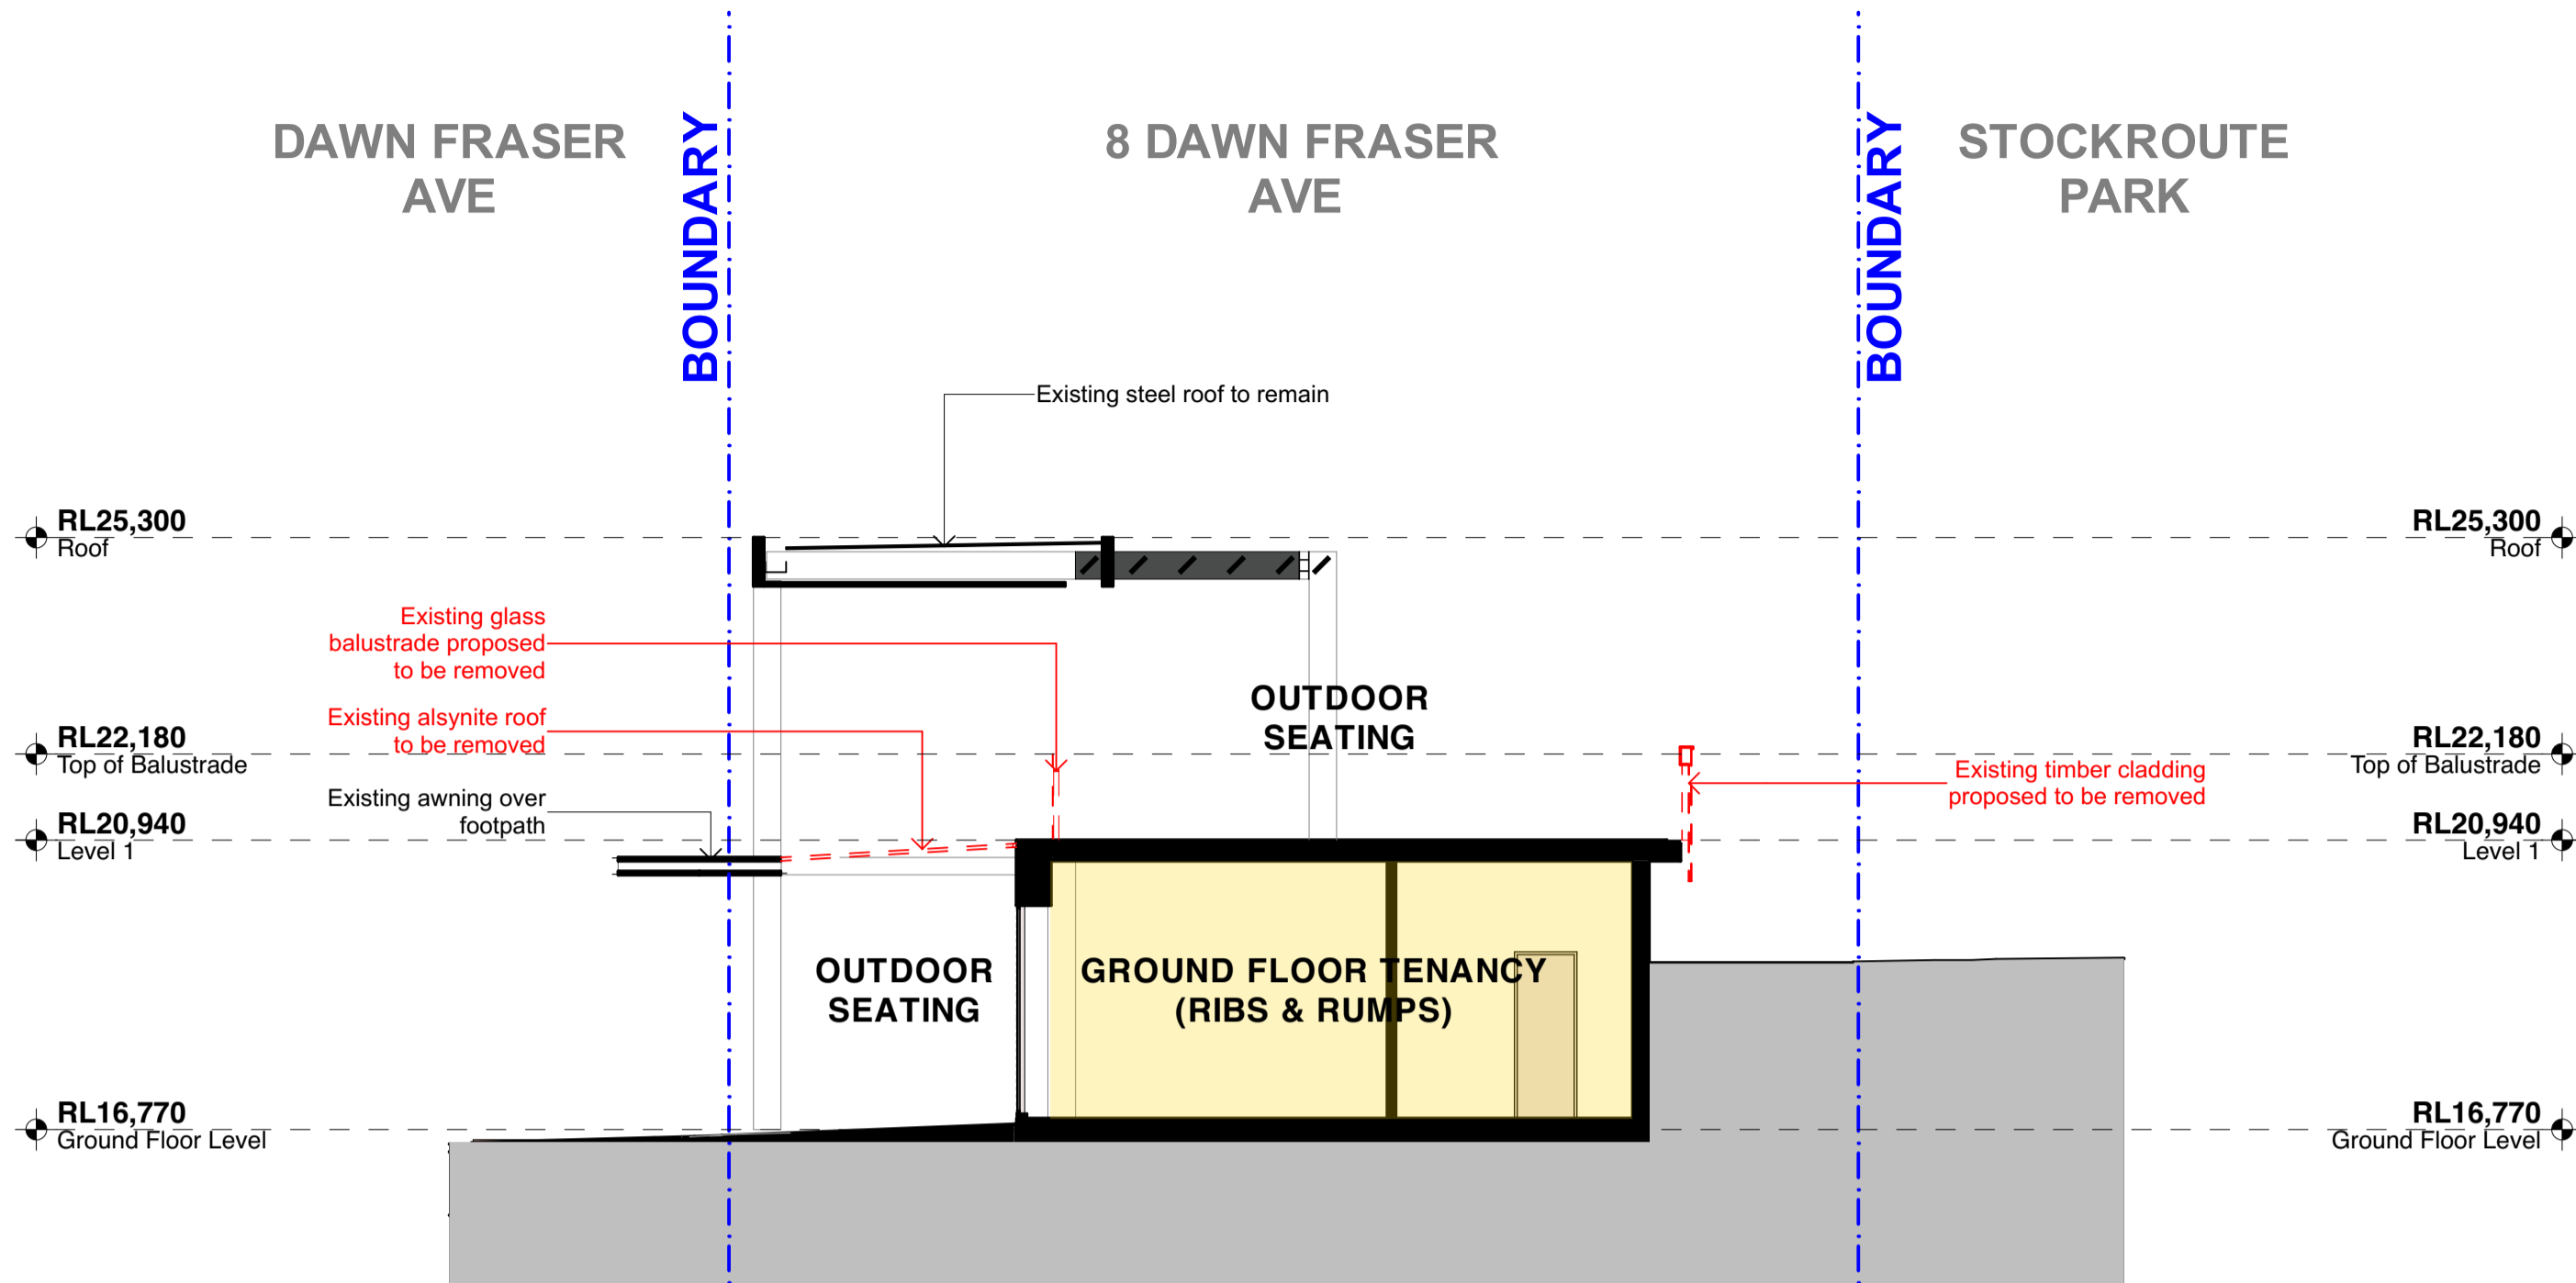 DAWN FRASER
AVE
BOUNDARY
8 DAWN FRASER
AVE
BOUNDARY
STOCKROUTE
PARK
Existing steel roof to remain
RL25,300
Roof
RL25,300
Roof
Existing glass
balustrade proposed
to be removed
Existing alsynite roof
to be removed
OUTDOOR
SEATING
RL22,180
Top of Balustrade
RL22,180
Top of Balustrade
Existing timber cladding
proposed to be removed
Existing awning over
footpath
RL20,940
Level 1
RL20,940
Level 1
OUTDOOR
SEATING
GROUND FLOOR TENANCY
(RIBS & RUMPS)
RL16,770
Ground Floor Level
RL16,770
Ground Floor Level